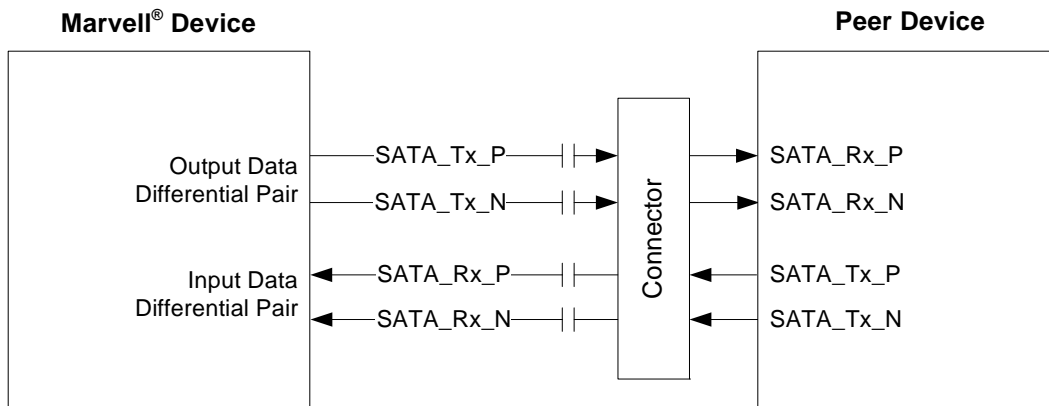 Marvell® Device
Peer Device
Output Data
Differential Pair
SATA_Tx_P
SATA_Tx_N
Input Data
Differential Pair
SATA_Rx_P
SATA_Rx_N
Connector
SATA_Rx_P
SATA_Rx_N
SATA_Tx_P
SATA_Tx_N